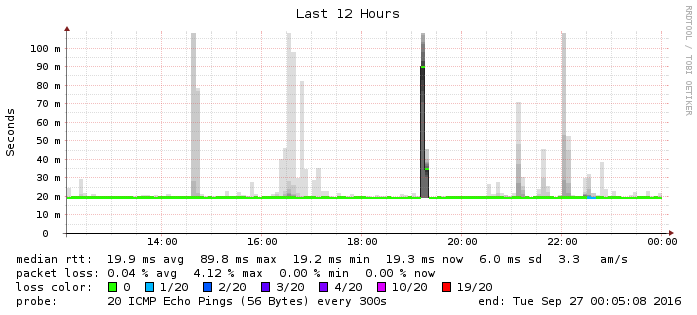 Last 12 Hours
RRDTOOL / TOBI OETIKER
Seconds
100 m
90 m
80 m
70 m
60 m
50 m
40 m
30 m
20 m
10 m
0
14:00 16:00 18:00 20:00 22:00 00:00
median rtt: 19.9 ms avg 89.8 ms max 19.2 ms min 19.3 ms now 6.0 ms sd 3.3 am/s
packet loss: 0.04 % avg 4.12 % max 0.00 % min 0.00 % now
loss color: 0 1/20 2/20 3/20 4/20 10/20 19/20
probe: 20 ICMP Echo Pings (56 Bytes) every 300s end: Tue Sep 27 00:05:08 2016